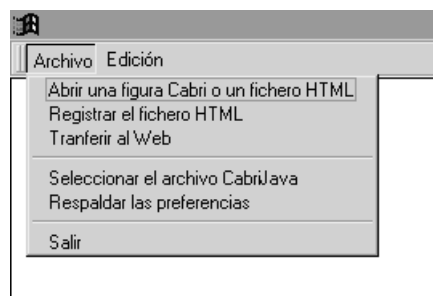 Archivo Edición
Abrir una figura Cabri o un fichero HTML
Registrar el fichero HTML
Tranferir al Web
Seleccionar el archivo CabriJava
Respaldar las preferencias
Salir